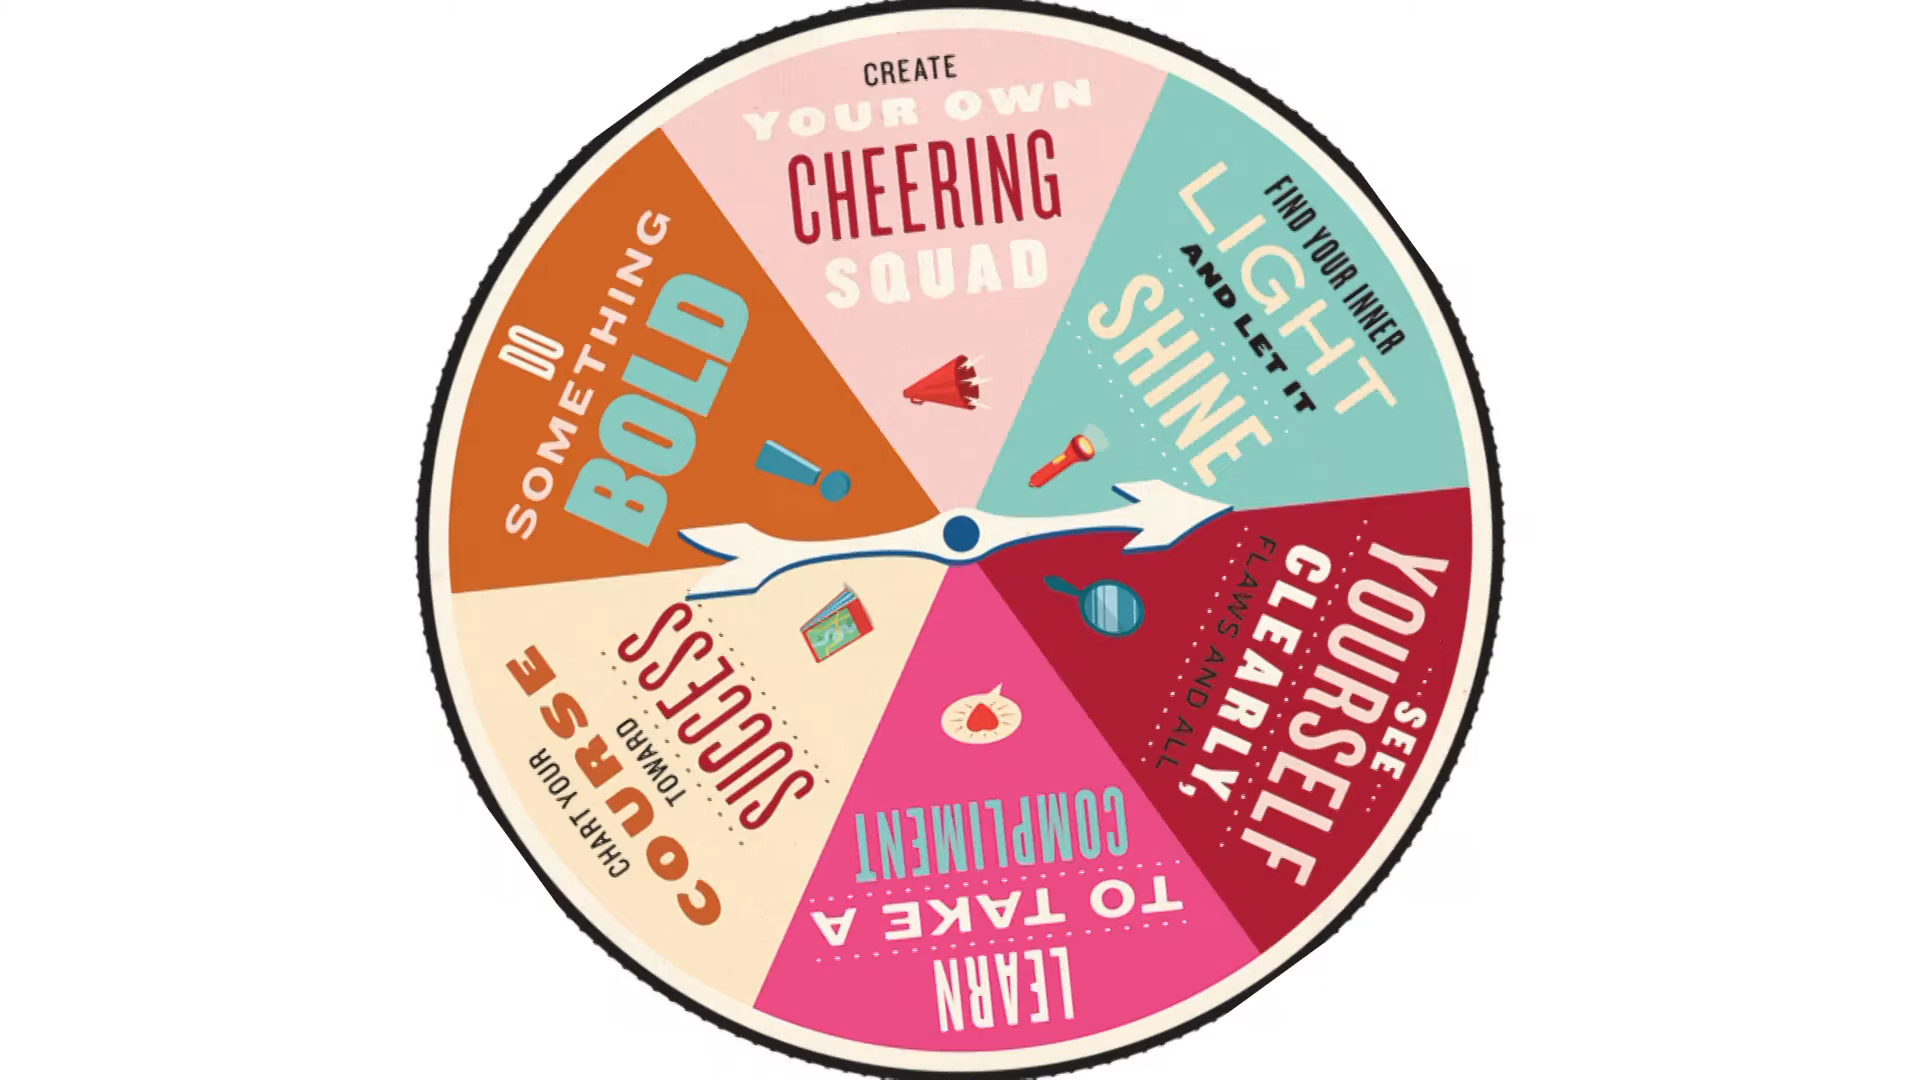 CREATE
YOUR OWN
CHEERING
SQUAD
FIND YOUR INNER
LIGHT
AND LET IT
SHINE
SEE
YOURSELF
CLEARLY,
FLAWS AND ALL
LEARN
TO TAKE A
COMPLIMENT
CHART YOUR
COURSE
TOWARD
SUCCESS
DO
SOMETHING
BOLD